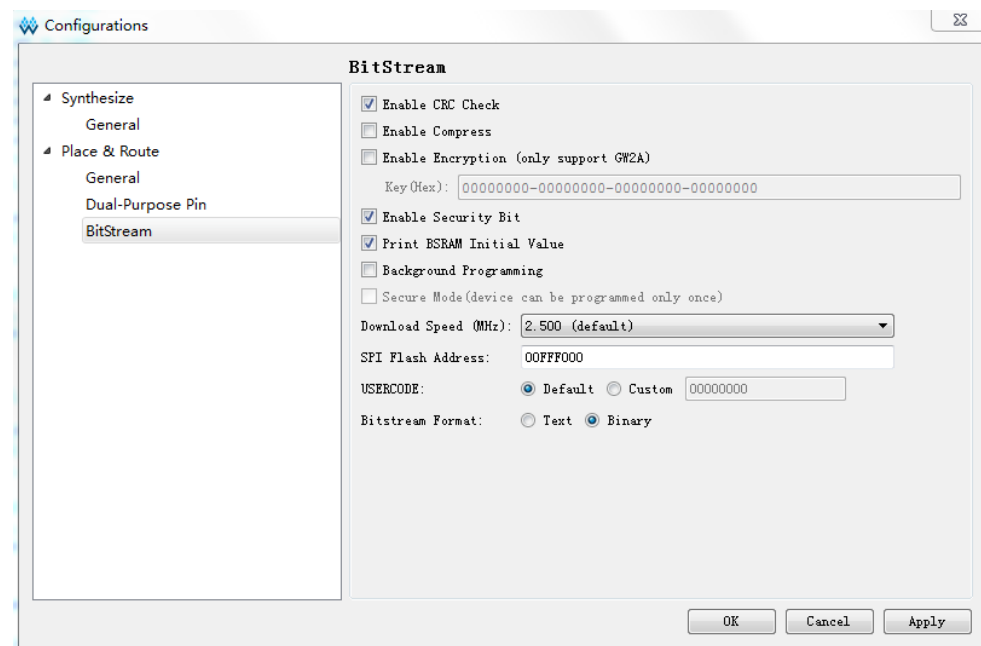 Configurations
BitStream
Synthesize
General
Place & Route
General
Dual-Purpose Pin
BitStream
Enable CRC Check
Enable Compress
Enable Encryption (only support GW2A)
Key(Hex): 00000000-00000000-00000000-00000000
Enable Security Bit
Print BSRAM Initial Value
Background Programming
Secure Mode(device can be programmed only once)
Download Speed (MHz): 2.500 (default)
SPI Flash Address: 00FFF000
USERCODE: Default Custom 00000000
Bitstream Format: Text Binary
OK Cancel Apply